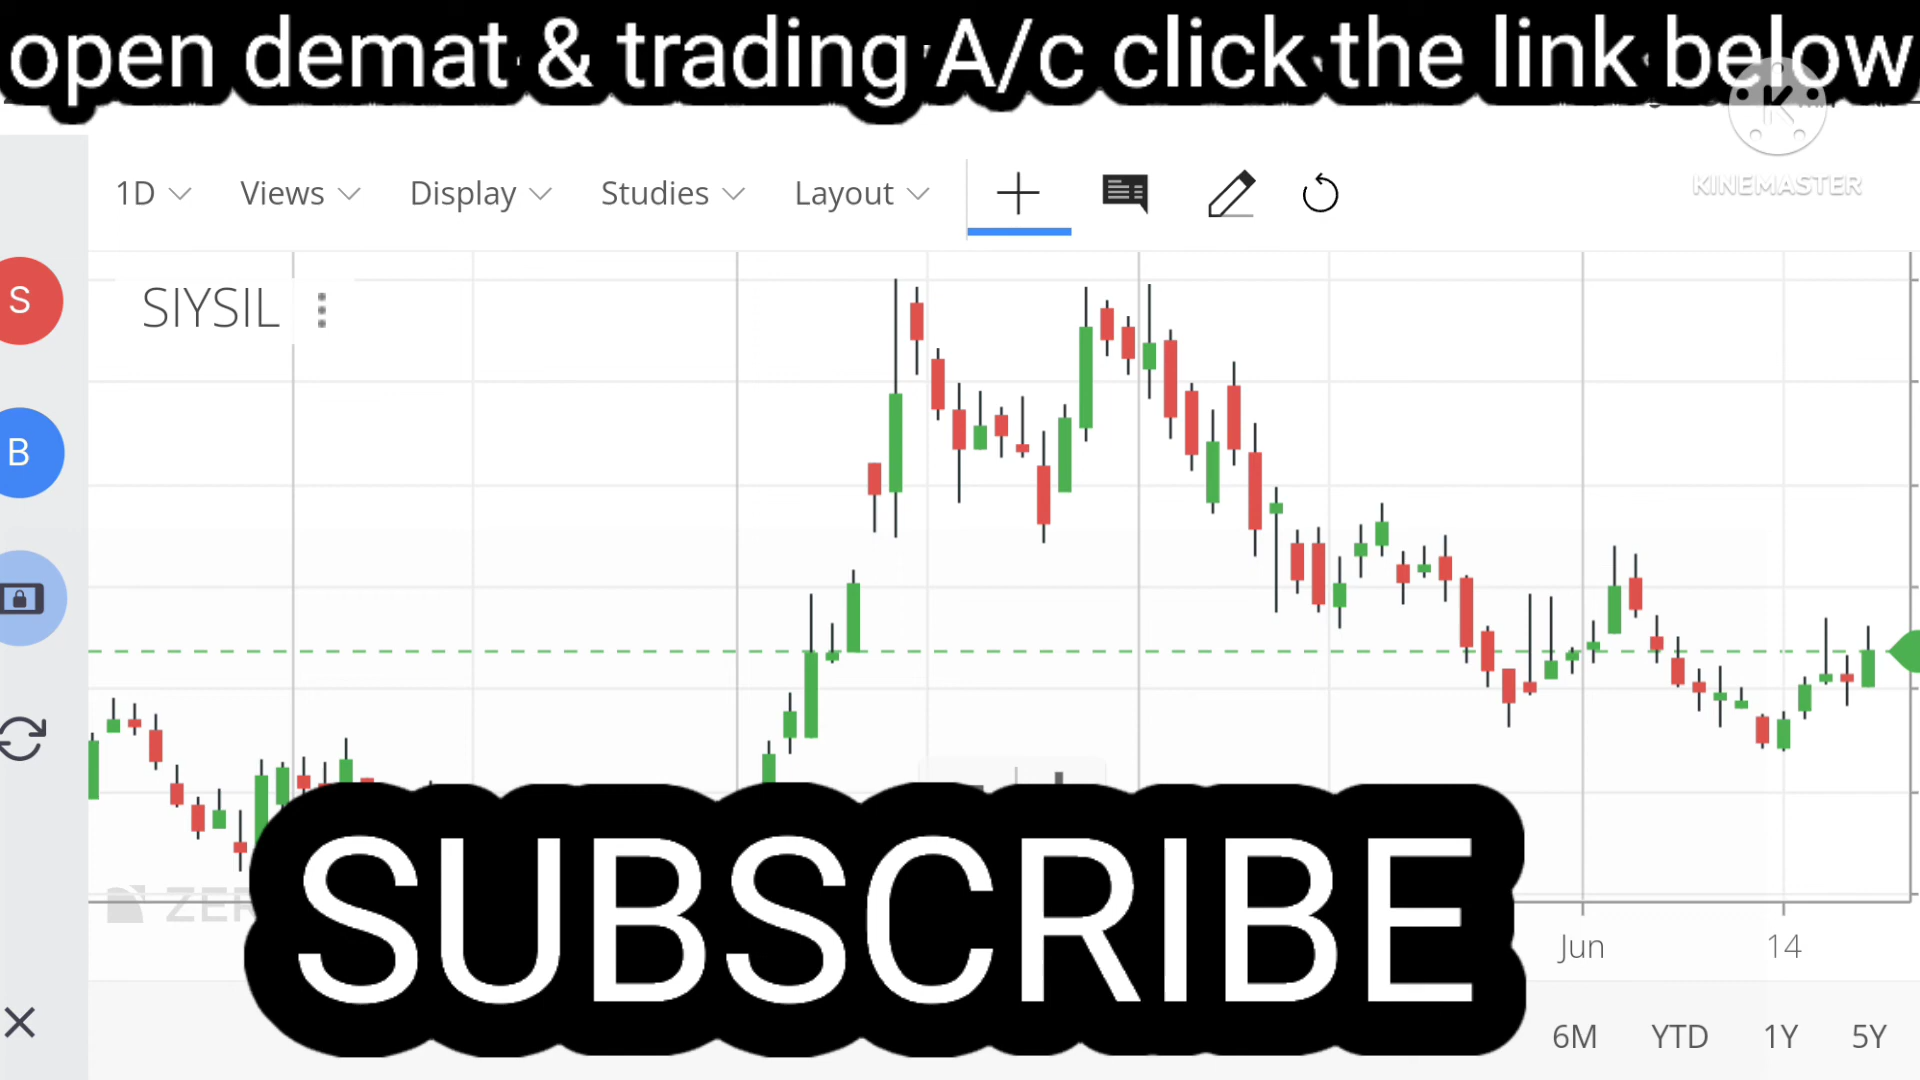 open demat & trading A/c click the link below
KINEMASTER
1D Views Display Studies Layout
S
SIYSIL
B
ZER
SUBSCRIBE
Jun 14
6M YTD 1Y 5Y